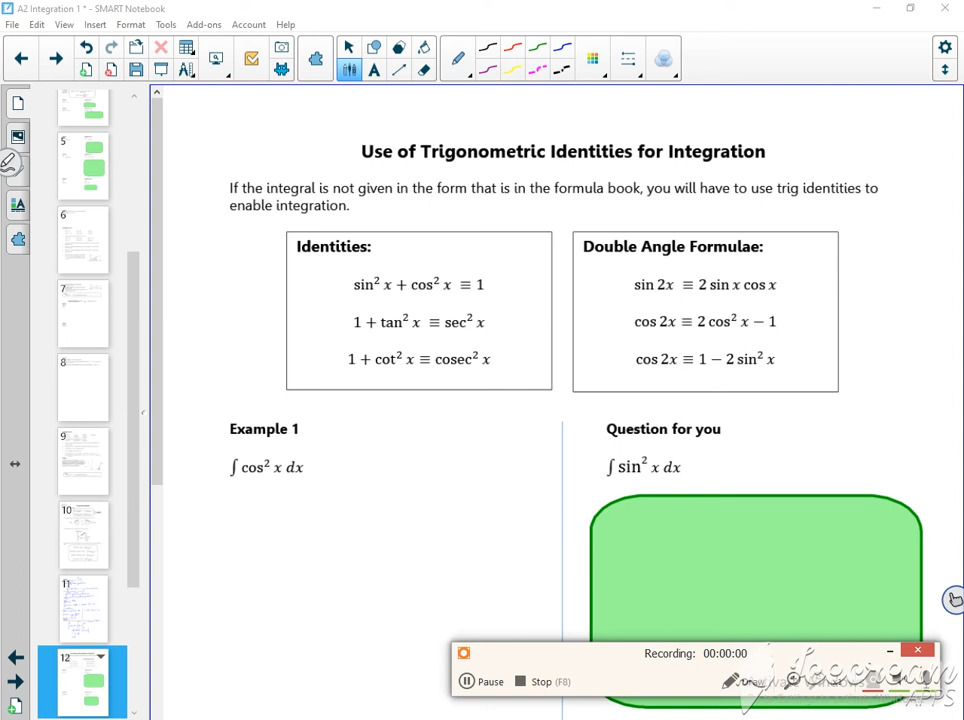 A2 Integration 1 * - SMART Notebook
File Edit View Insert Format Tools Add-ons Account Help
5
6
7
8
9
10
11
12
Use of Trigonometric Identities for Integration
If the integral is not given in the form that is in the formula book, you will have to use trig identities to
enable integration.
Identities:
sin² x + cos² x ≡ 1
1 + tan² x ≡ sec² x
1 + cot² x ≡ cosec² x
Double Angle Formulae:
sin 2x ≡ 2 sin x cos x
cos 2x ≡ 2 cos² x − 1
cos 2x ≡ 1 − 2 sin² x
Example 1
∫ cos² x dx
Question for you
∫ sin² x dx
Recording: 00:00:00
Pause Stop (F8) Draw
icecream
APPS